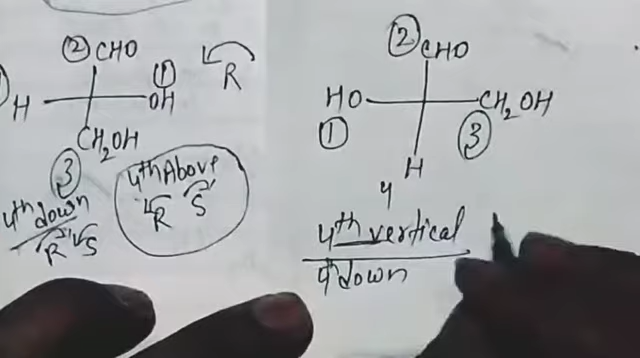 ② CHO
①
H
OH
R
CH₂OH
③
4th down
R S
4th Above
R S
② CHO
HO
CH₂OH
①
③
H
4
4th vertical
4 down